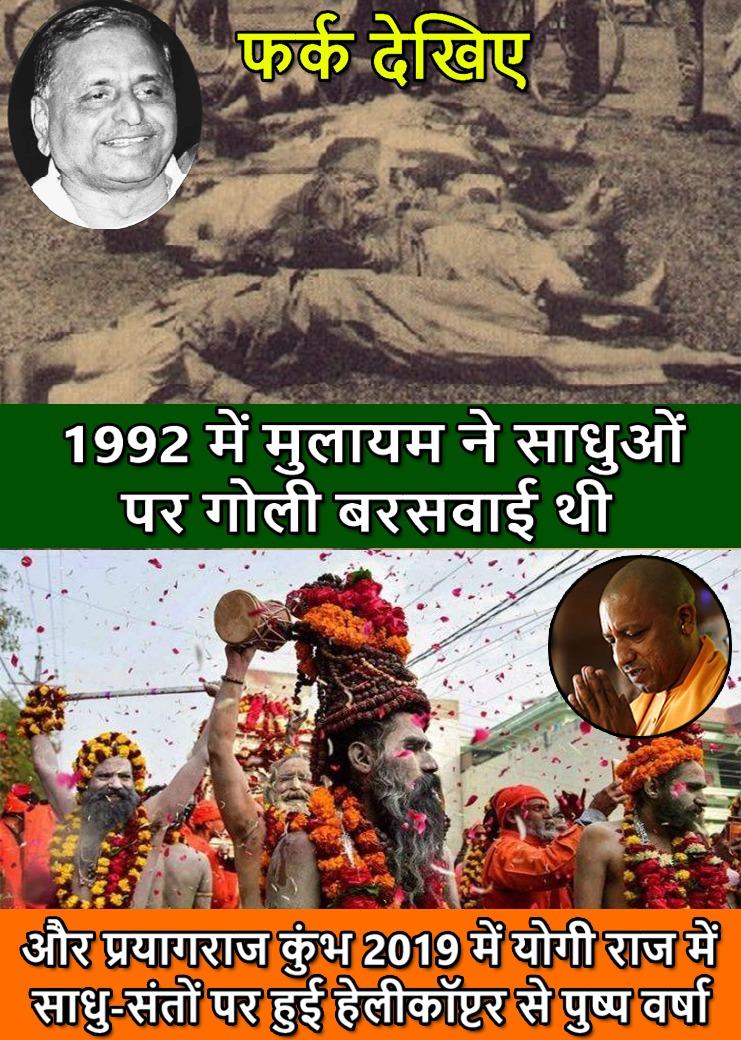 फर्क देखिए
1992 में मुलायम ने साधुओं
पर गोली बरसवाई थी
और प्रयागराज कुंभ 2019 में योगी राज में
साधु-संतों पर हुई हेलीकॉप्टर से पुष्प वर्षा